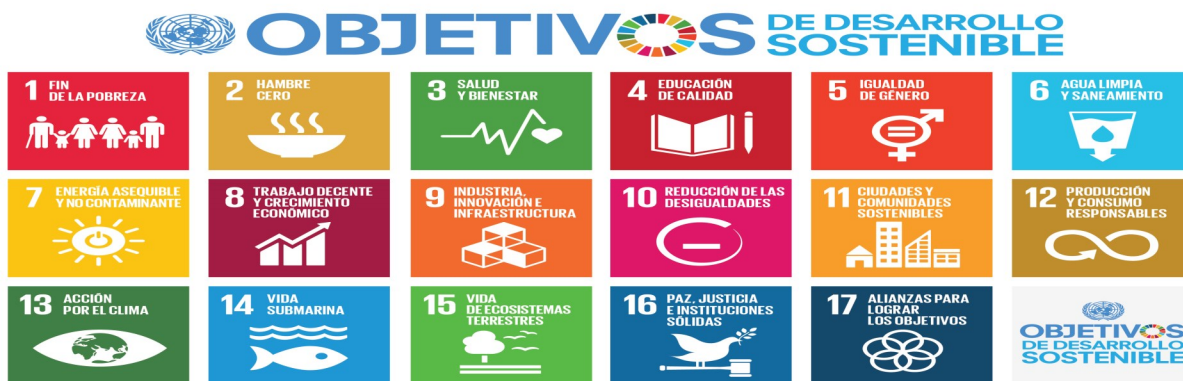 OBJETIVOS DE DESARROLLO
SOSTENIBLE
1 FIN
DE LA POBREZA
2 HAMBRE
CERO
3 SALUD
Y BIENESTAR
4 EDUCACIÓN
DE CALIDAD
5 IGUALDAD
DE GÉNERO
6 AGUA LIMPIA
Y SANEAMIENTO
7 ENERGÍA ASEQUIBLE
Y NO CONTAMINANTE
8 TRABAJO DECENTE
Y CRECIMIENTO
ECONÓMICO
9 INDUSTRIA,
INNOVACIÓN E
INFRAESTRUCTURA
10 REDUCCIÓN DE LAS
DESIGUALDADES
11 CIUDADES Y
COMUNIDADES
SOSTENIBLES
12 PRODUCCIÓN
Y CONSUMO
RESPONSABLES
13 ACCIÓN
POR EL CLIMA
14 VIDA
SUBMARINA
15 VIDA
DE ECOSISTEMAS
TERRESTRES
16 PAZ, JUSTICIA
E INSTITUCIONES
SÓLIDAS
17 ALIANZAS PARA
LOGRAR
LOS OBJETIVOS
OBJETIVOS
DE DESARROLLO
SOSTENIBLE